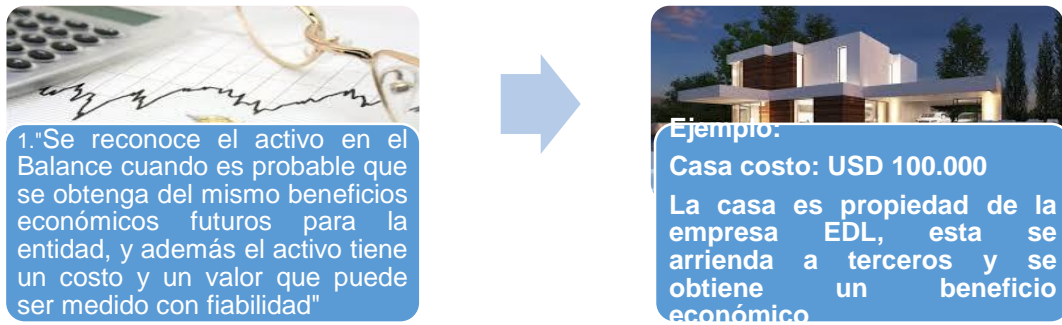 1."Se reconoce el activo en el
Balance cuando es probable que
se obtenga del mismo beneficios
económicos futuros para la
entidad, y además el activo tiene
un costo y un valor que puede
ser medido con fiabilidad"
Ejemplo:
Casa costo: USD 100.000
La casa es propiedad de la
empresa EDL, esta se
arrienda a terceros y se
obtiene un beneficio
económico